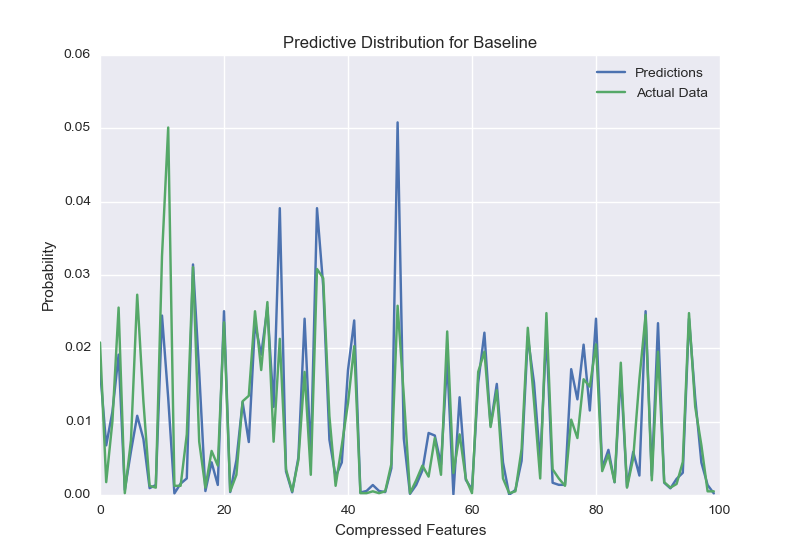 Predictive Distribution for Baseline
0.06
0.05
0.04
0.03
0.02
0.01
0.00
Probability
Predictions
Actual Data
0 20 40 60 80 100
Compressed Features